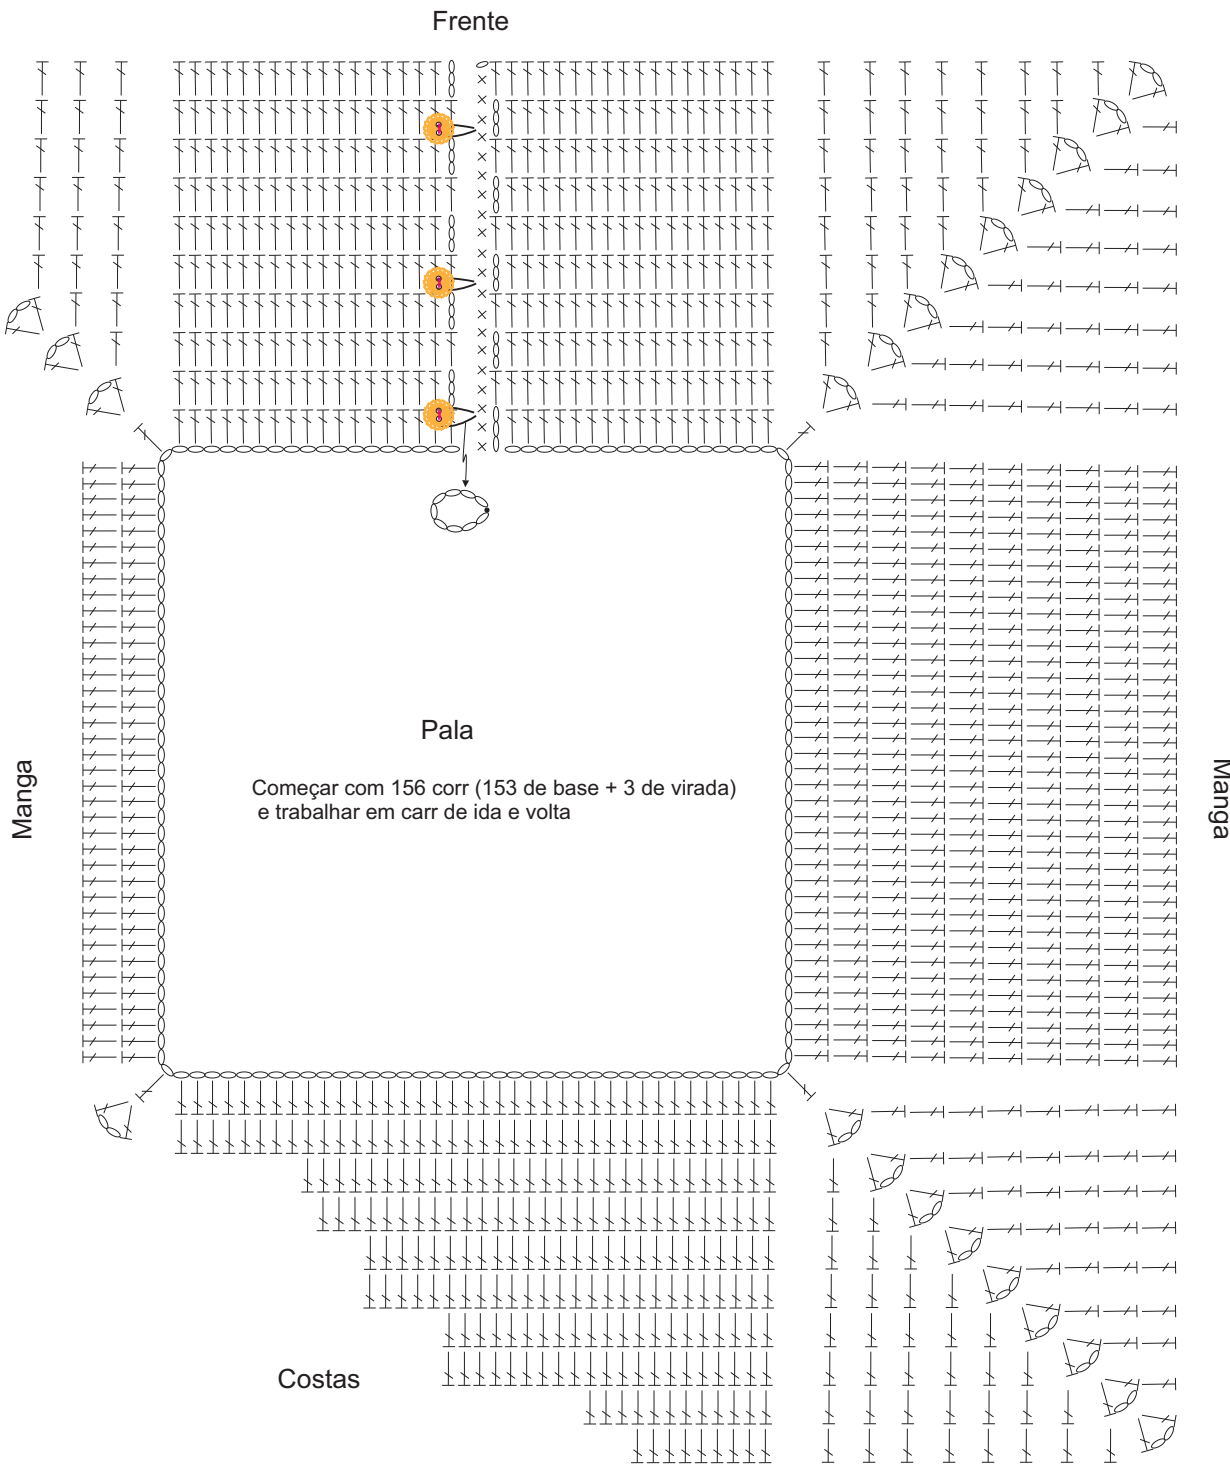 Frente
Pala
Começar com 156 corr (153 de base + 3 de virada)
e trabalhar em carr de ida e volta
Manga
Manga
Costas